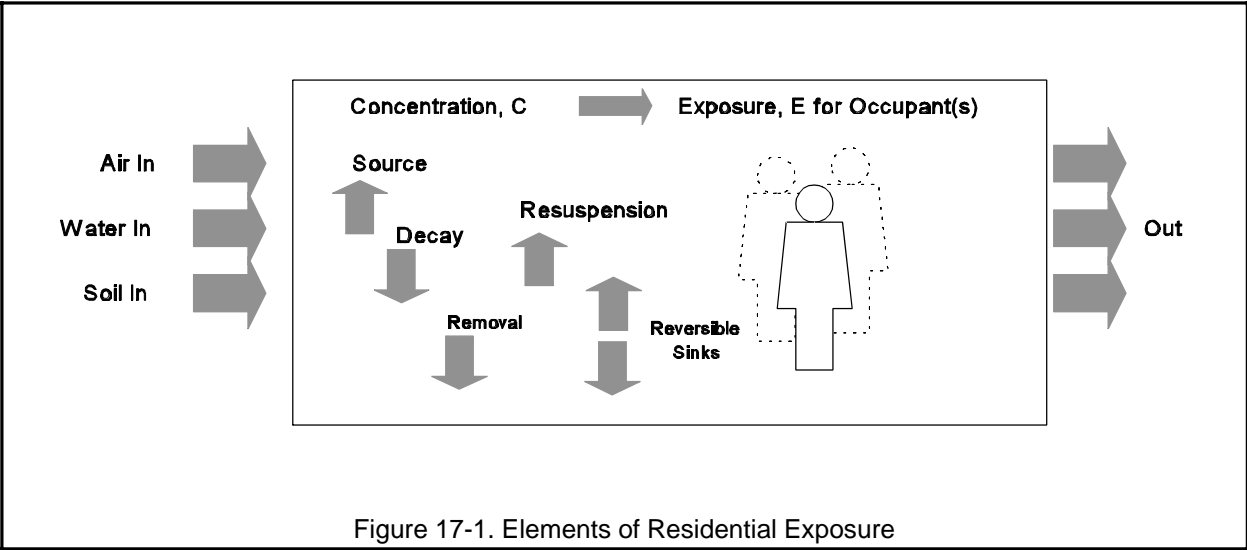 Concentration, C
Exposure, E for Occupant(s)
Air In
Source
Resuspension
Water In
Decay
Out
Soil In
Removal
Reversible
Sinks
Figure 17-1. Elements of Residential Exposure